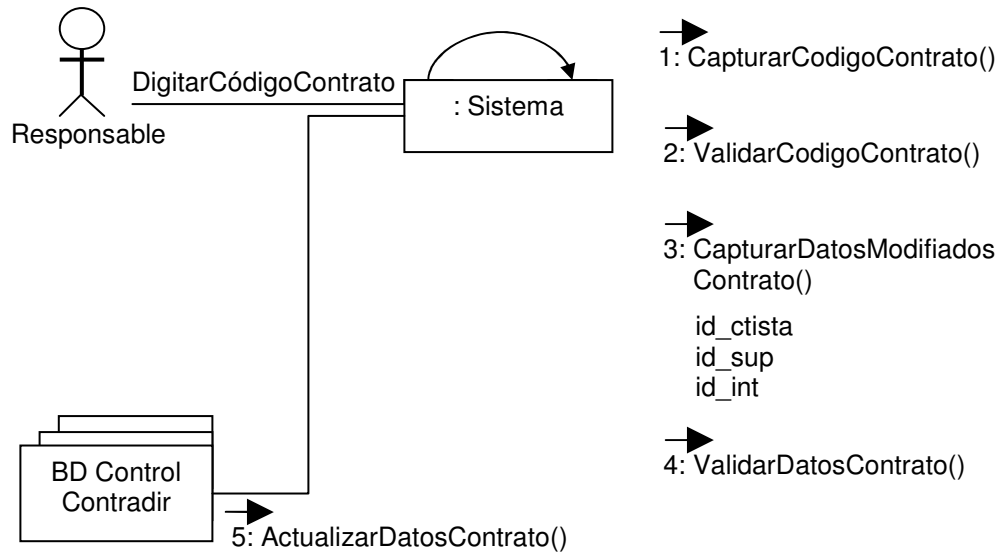 1: CapturarCodigoContrato()
DigitarCódigoContrato
: Sistema
Responsable
2: ValidarCodigoContrato()
3: CapturarDatosModifiados
Contrato()
id_ctista
id_sup
id_int
BD Control
Contradir
4: ValidarDatosContrato()
5: ActualizarDatosContrato()